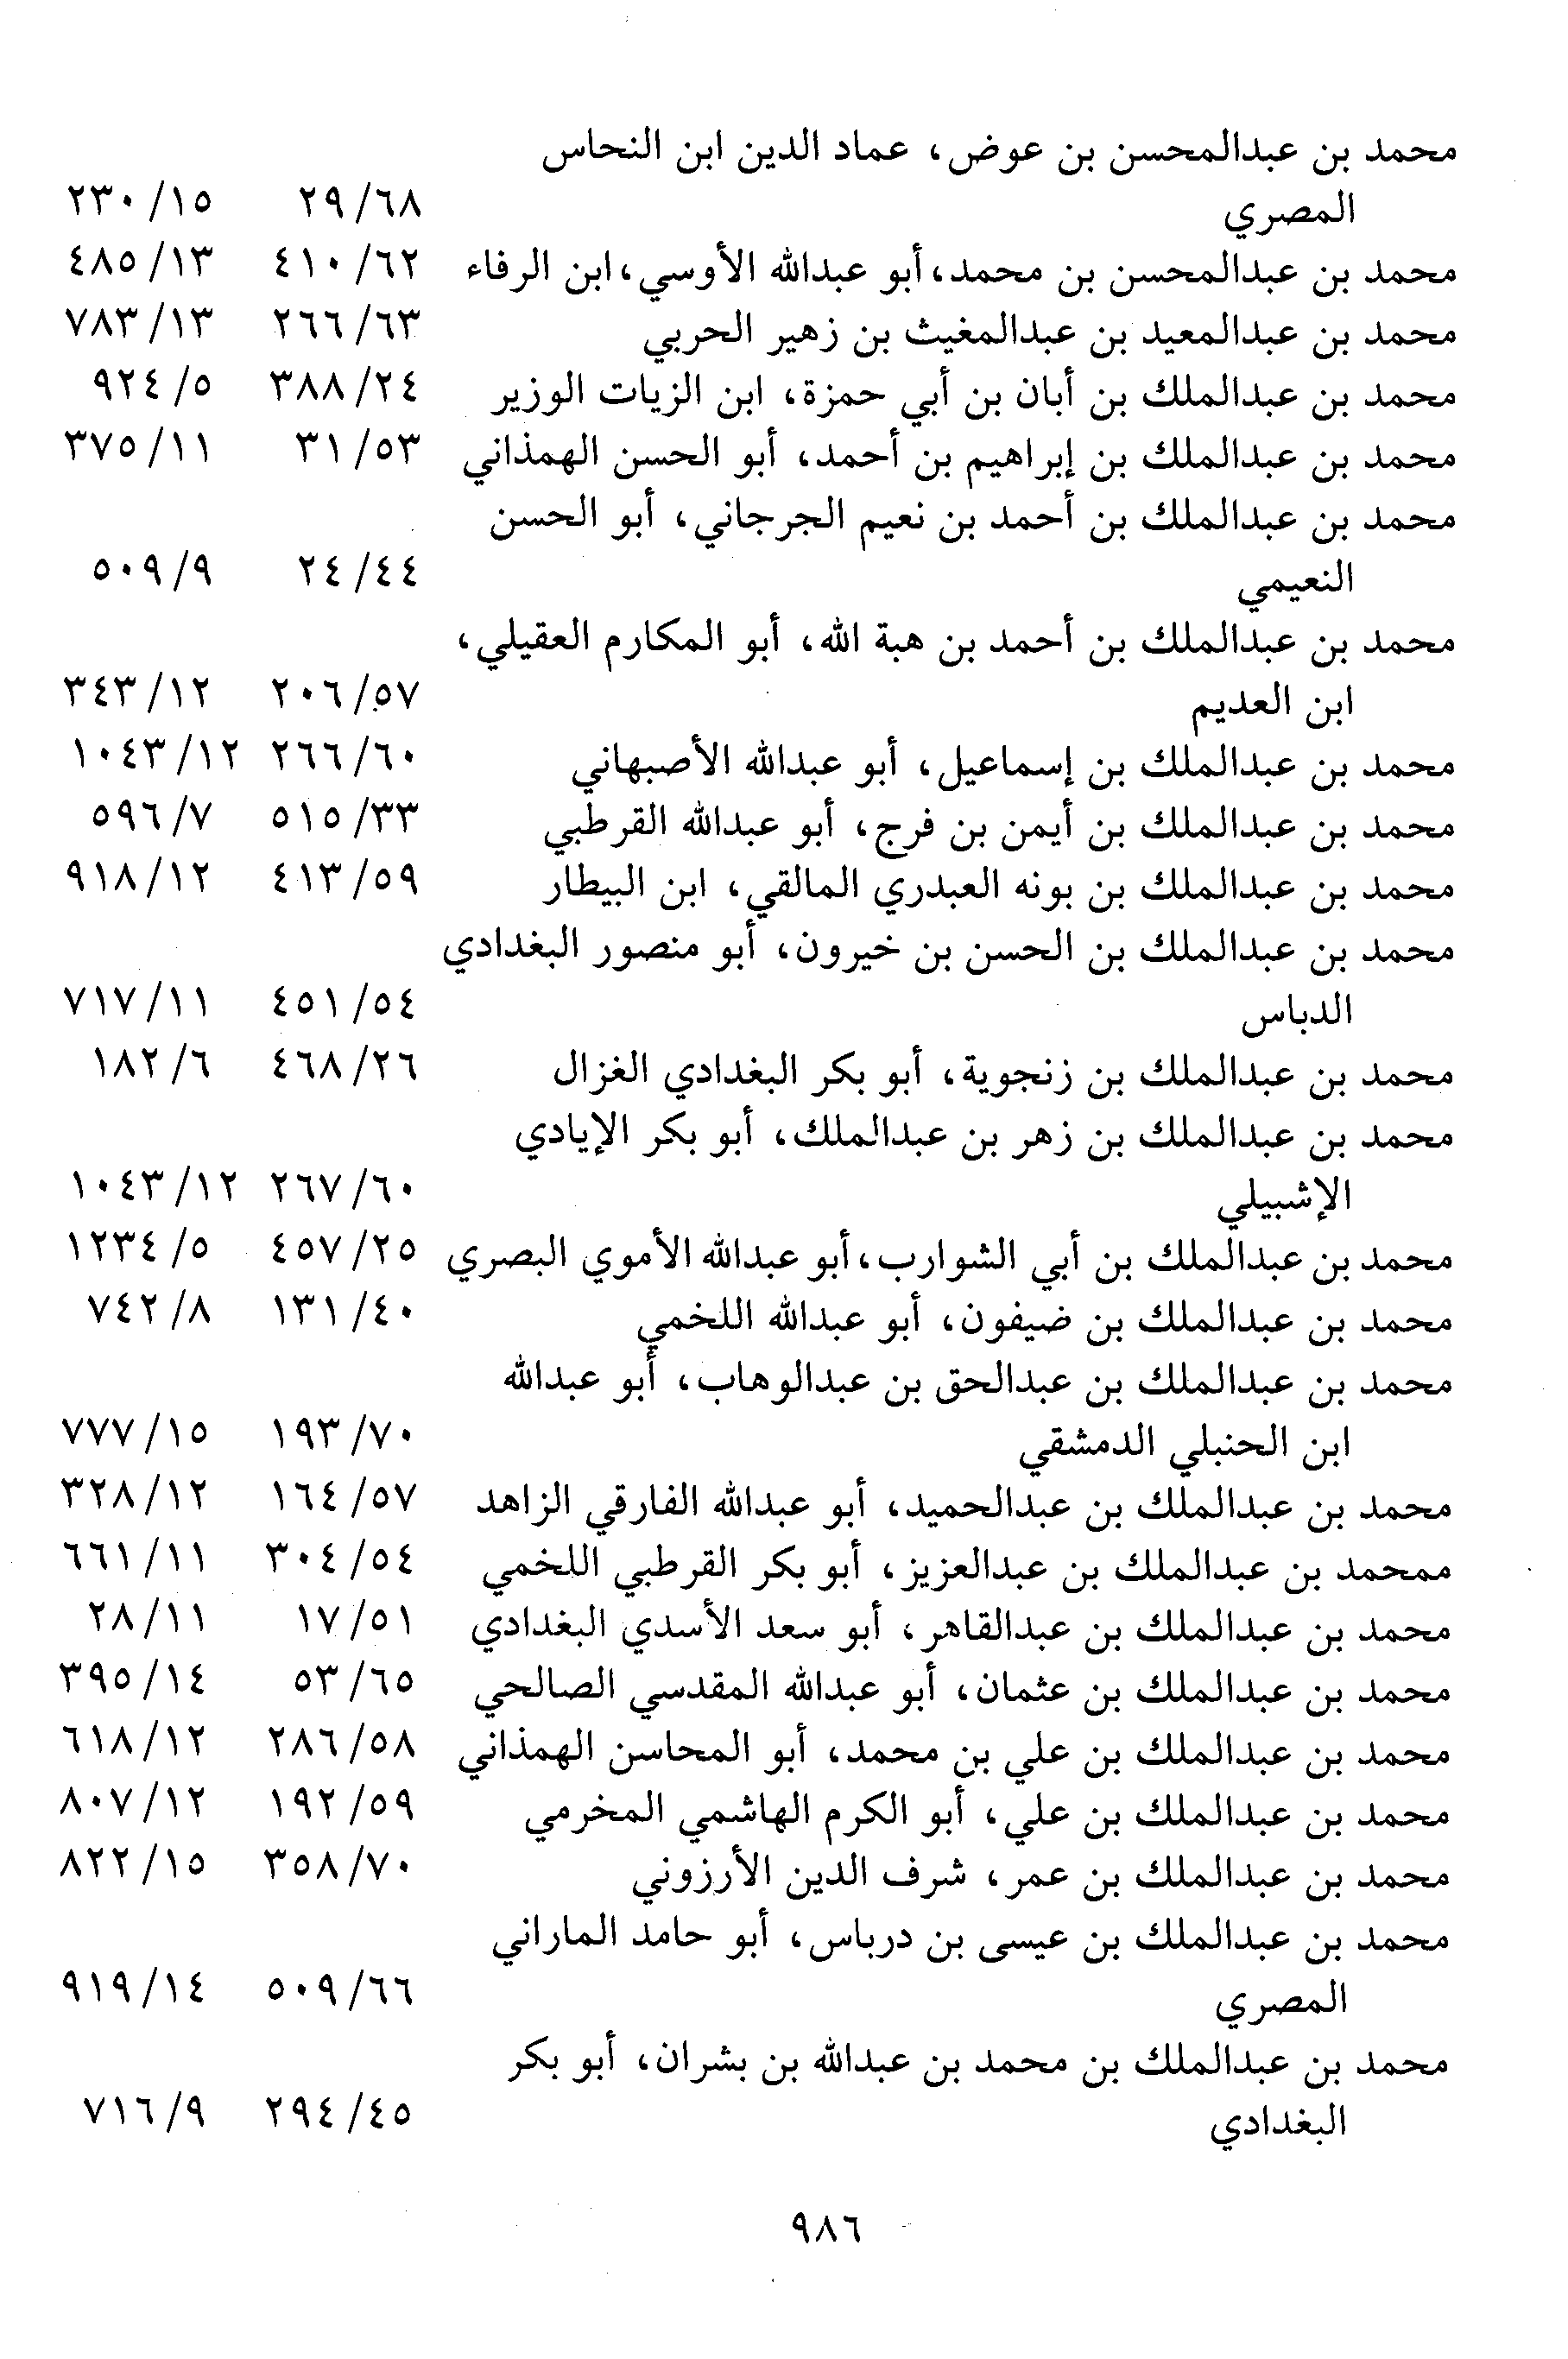 محمد بن عبدالمحسن بن عوض، عماد الدين ابن النحاس
المصري ٢٩/٦٨ ٢٣٠/١٥
محمد بن عبدالمحسن بن محمد، أبو عبدالله الأوسي، ابن الرفاء ٤١٠/٦٢ ٤٨٥/١٣
محمد بن عبدالمعيد بن عبدالمغيث بن زهير الحربي ٢٦٦/٦٣ ٧٨٣/١٣
محمد بن عبدالملك بن أبان بن أبي حمزة، ابن الزيات الوزير ٣٨٨/٢٤ ٩٢٤/٥
محمد بن عبدالملك بن إبراهيم بن أحمد، أبو الحسن الهمذاني ٣١/٥٣ ٣٧٥/١١
محمد بن عبدالملك بن أحمد بن نعيم الجرجاني، أبو الحسن
النعيمي ٢٤/٤٤ ٥٠٩/٩
محمد بن عبدالملك بن أحمد بن هبة الله، أبو المكارم العقيلي،
ابن العديم ٢٠٦/٥٧ ٣٤٣/١٢
محمد بن عبدالملك بن إسماعيل، أبو عبدالله الأصبهاني ٢٦٦/٦٠ ١٠٤٣/١٢
محمد بن عبدالملك بن أيمن بن فرج، أبو عبدالله القرطبي ٥١٥/٣٣ ٥٩٦/٧
محمد بن عبدالملك بن بونه العبدري المالقي، ابن البيطار ٤١٣/٥٩ ٩١٨/١٢
محمد بن عبدالملك بن الحسن بن خيرون، أبو منصور البغدادي
الدباس ٤٥١/٥٤ ٧١٧/١١
محمد بن عبدالملك بن زنجوية، أبو بكر البغدادي الغزال ٤٦٨/٢٦ ١٨٢/٦
محمد بن عبدالملك بن زهر بن عبدالملك، أبو بكر الإيادي
الإشبيلي ٢٦٧/٦٠ ١٠٤٣/١٢
محمد بن عبدالملك بن أبي الشوارب، أبو عبدالله الأموي البصري ٤٥٧/٢٥ ١٢٣٤/٥
محمد بن عبدالملك بن ضيفون، أبو عبدالله اللخمي ١٣١/٤٠ ٧٤٢/٨
محمد بن عبدالملك بن عبدالحق بن عبدالوهاب، أبو عبدالله
ابن الحنبلي الدمشقي ١٩٣/٧٠ ٧٧٧/١٥
محمد بن عبدالملك بن عبدالحميد، أبو عبدالله الفارقي الزاهد ١٦٤/٥٧ ٣٢٨/١٢
ممحمد بن عبدالملك بن عبدالعزيز، أبو بكر القرطبي اللخمي ٣٠٤/٥٤ ٦٦١/١١
محمد بن عبدالملك بن عبدالقاهر، أبو سعد الأسدي البغدادي ١٧/٥١ ٢٨/١١
محمد بن عبدالملك بن عثمان، أبو عبدالله المقدسي الصالحي ٥٣/٦٥ ٣٩٥/١٤
محمد بن عبدالملك بن علي بن محمد، أبو المحاسن الهمذاني ٢٨٦/٥٨ ٦١٨/١٢
محمد بن عبدالملك بن علي، أبو الكرم الهاشمي المخرمي ١٩٢/٥٩ ٨٠٧/١٢
محمد بن عبدالملك بن عمر، شرف الدين الأرزوني ٣٥٨/٧٠ ٨٢٢/١٥
محمد بن عبدالملك بن عيسى بن درباس، أبو حامد الماراني
المصري ٥٠٩/٦٦ ٩١٩/١٤
محمد بن عبدالملك بن محمد بن عبدالله بن بشران، أبو بكر
البغدادي ٢٩٤/٤٥ ٧١٦/٩
٩٨٦